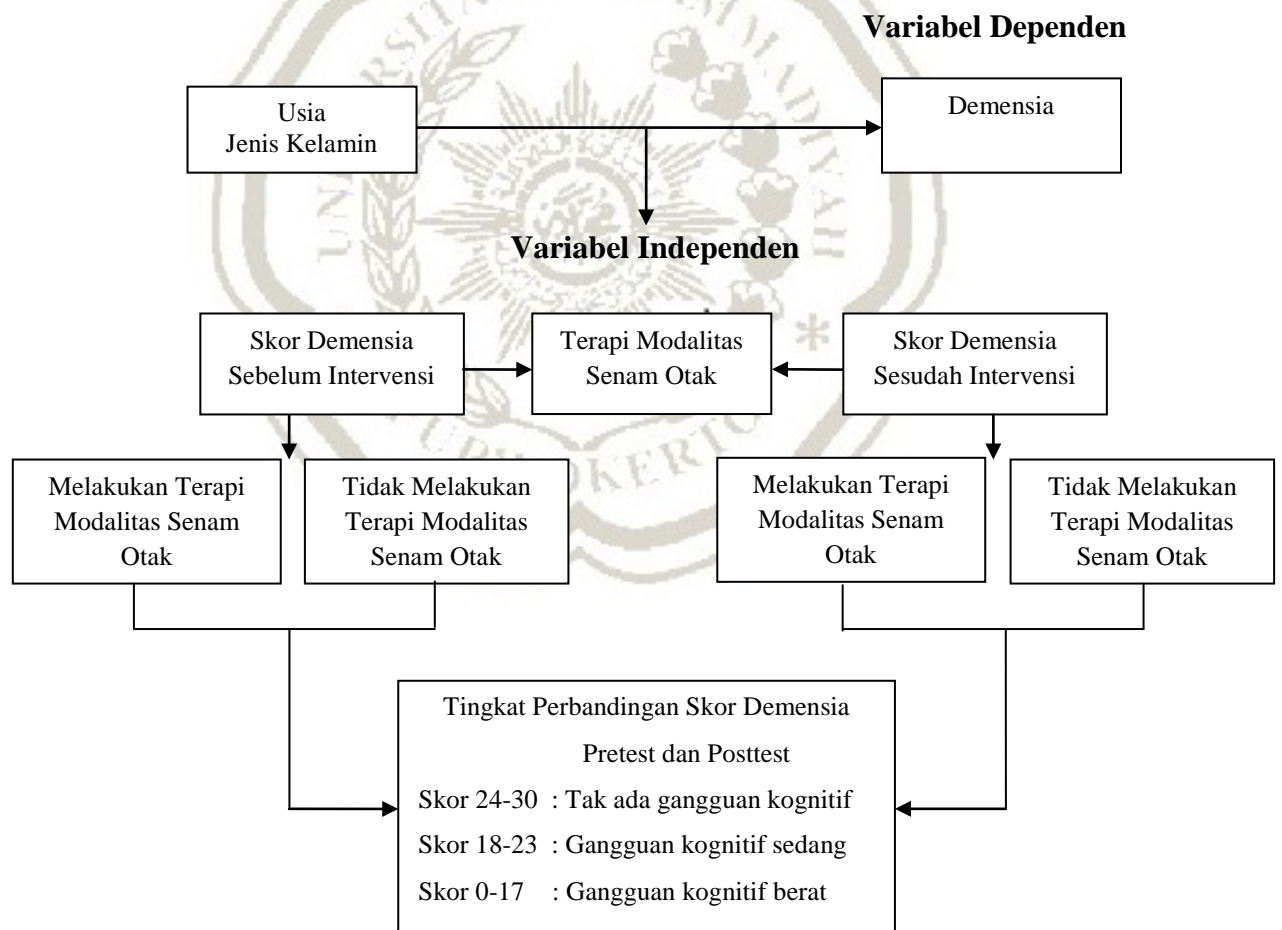 Variabel Dependen
Usia
Jenis Kelamin
Demensia
Variabel Independen
Skor Demensia
Sebelum Intervensi
Terapi Modalitas
Senam Otak
Skor Demensia
Sesudah Intervensi
Melakukan Terapi
Modalitas Senam
Otak
Tidak Melakukan
Terapi Modalitas
Senam Otak
Melakukan Terapi
Modalitas Senam
Otak
Tidak Melakukan
Terapi Modalitas
Senam Otak
Tingkat Perbandingan Skor Demensia
Pretest dan Posttest
Skor 24-30 : Tak ada gangguan kognitif
Skor 18-23 : Gangguan kognitif sedang
Skor 0-17 : Gangguan kognitif berat